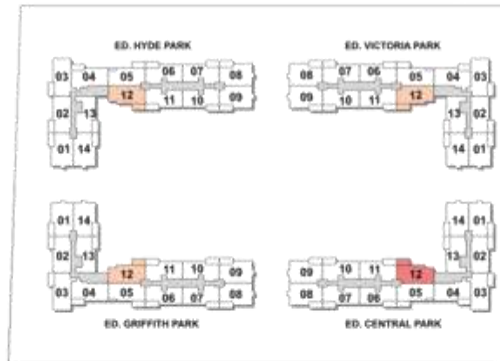 ED. HYDE PARK
03 04 05 06 07 08
12 11 10 09
02 13
01 14
ED. VICTORIA PARK
08 07 06 05 04 03
09 10 11 12
13 02
14 01
01 14
02 13
12 11 10 09
03 04 05 06 07 08
ED. GRIFFITH PARK
14 01
13 02
09 10 11 12
08 07 06 05 04 03
ED. CENTRAL PARK